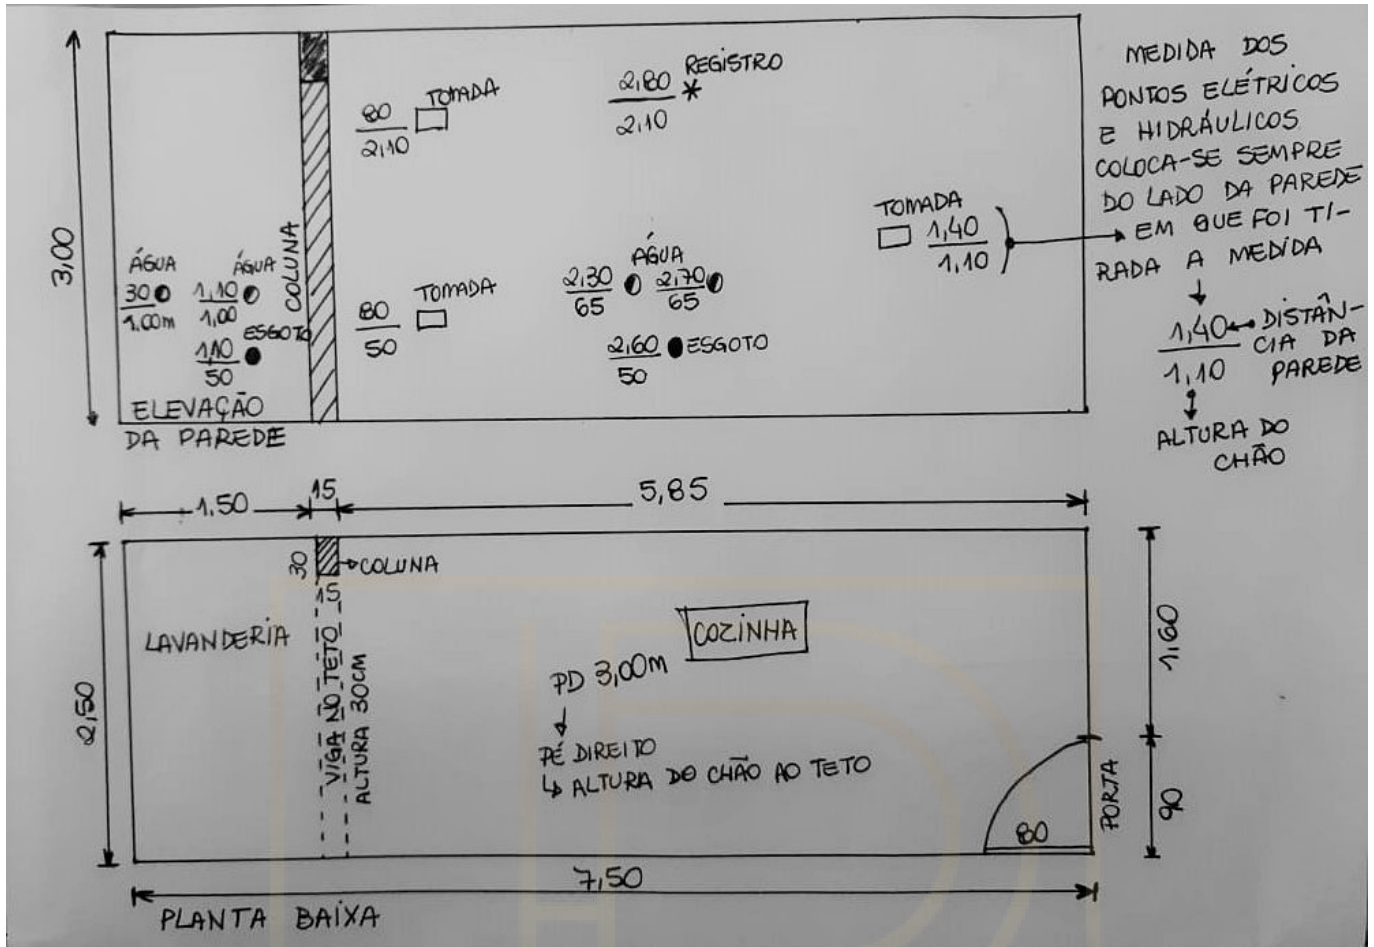 3,00
80
2,10
TOMADA
2,80
2,10
REGISTRO
MEDIDA DOS
PONTOS ELÉTRICOS
E HIDRÁULICOS
COLOCA-SE SEMPRE
DO LADO DA PAREDE
EM QUE FOI TI-
RADA A MEDIDA
1,40
1,10
DISTÂN-
CIA DA
PAREDE
ALTURA DO
CHÃO
TOMADA
1,40
1,10
ÁGUA
30
1.00m
ÁGUA
1,10
1,00
ESGOTO
1,10
50
COLUNA
80
50
TOMADA
ÁGUA
2,30
65
2,70
65
2,60
50
ESGOTO
ELEVAÇÃO
DA PAREDE
1,50
15
5,85
2,50
30
COLUNA
15
LAVANDERIA
VIGA NO TETO
ALTURA 30CM
COZINHA
PD 3,00m
PÉ DIREITO
ALTURA DO CHÃO AO TETO
1,60
90
PORTA
80
7,50
PLANTA BAIXA